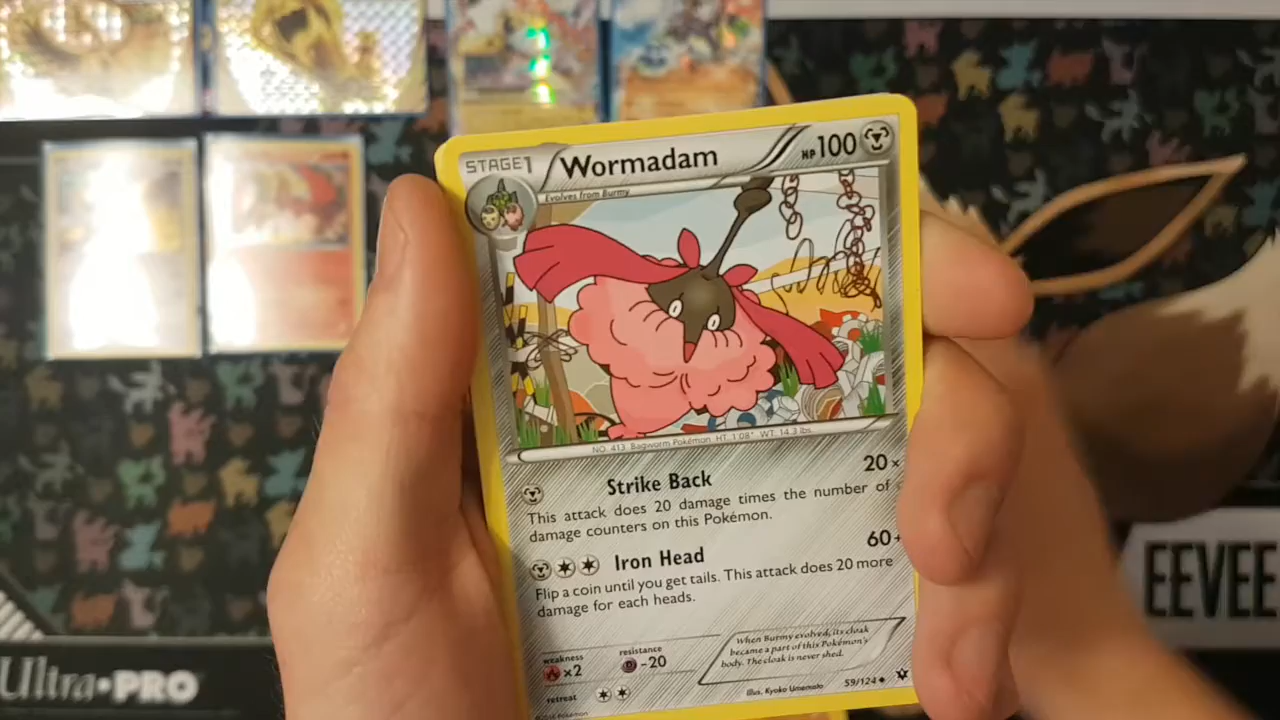 STAGE1
Wormadam
HP100
Evolves from Burmy
NO. 413 Bagworm Pokémon HT. 1'08" WT. 14.3 lbs.
Strike Back
20×
This attack does 20 damage times the number of
damage counters on this Pokémon.
Iron Head
60+
Flip a coin until you get tails. This attack does 20 more
damage for each heads.
weakness
×2
resistance
-20
retreat
When Burmy evolved, its cloak
became a part of this Pokémon's
body. The cloak is never shed.
Illus. Kyoko Umemoto
59/124
EEVEE
Ultra•PRO